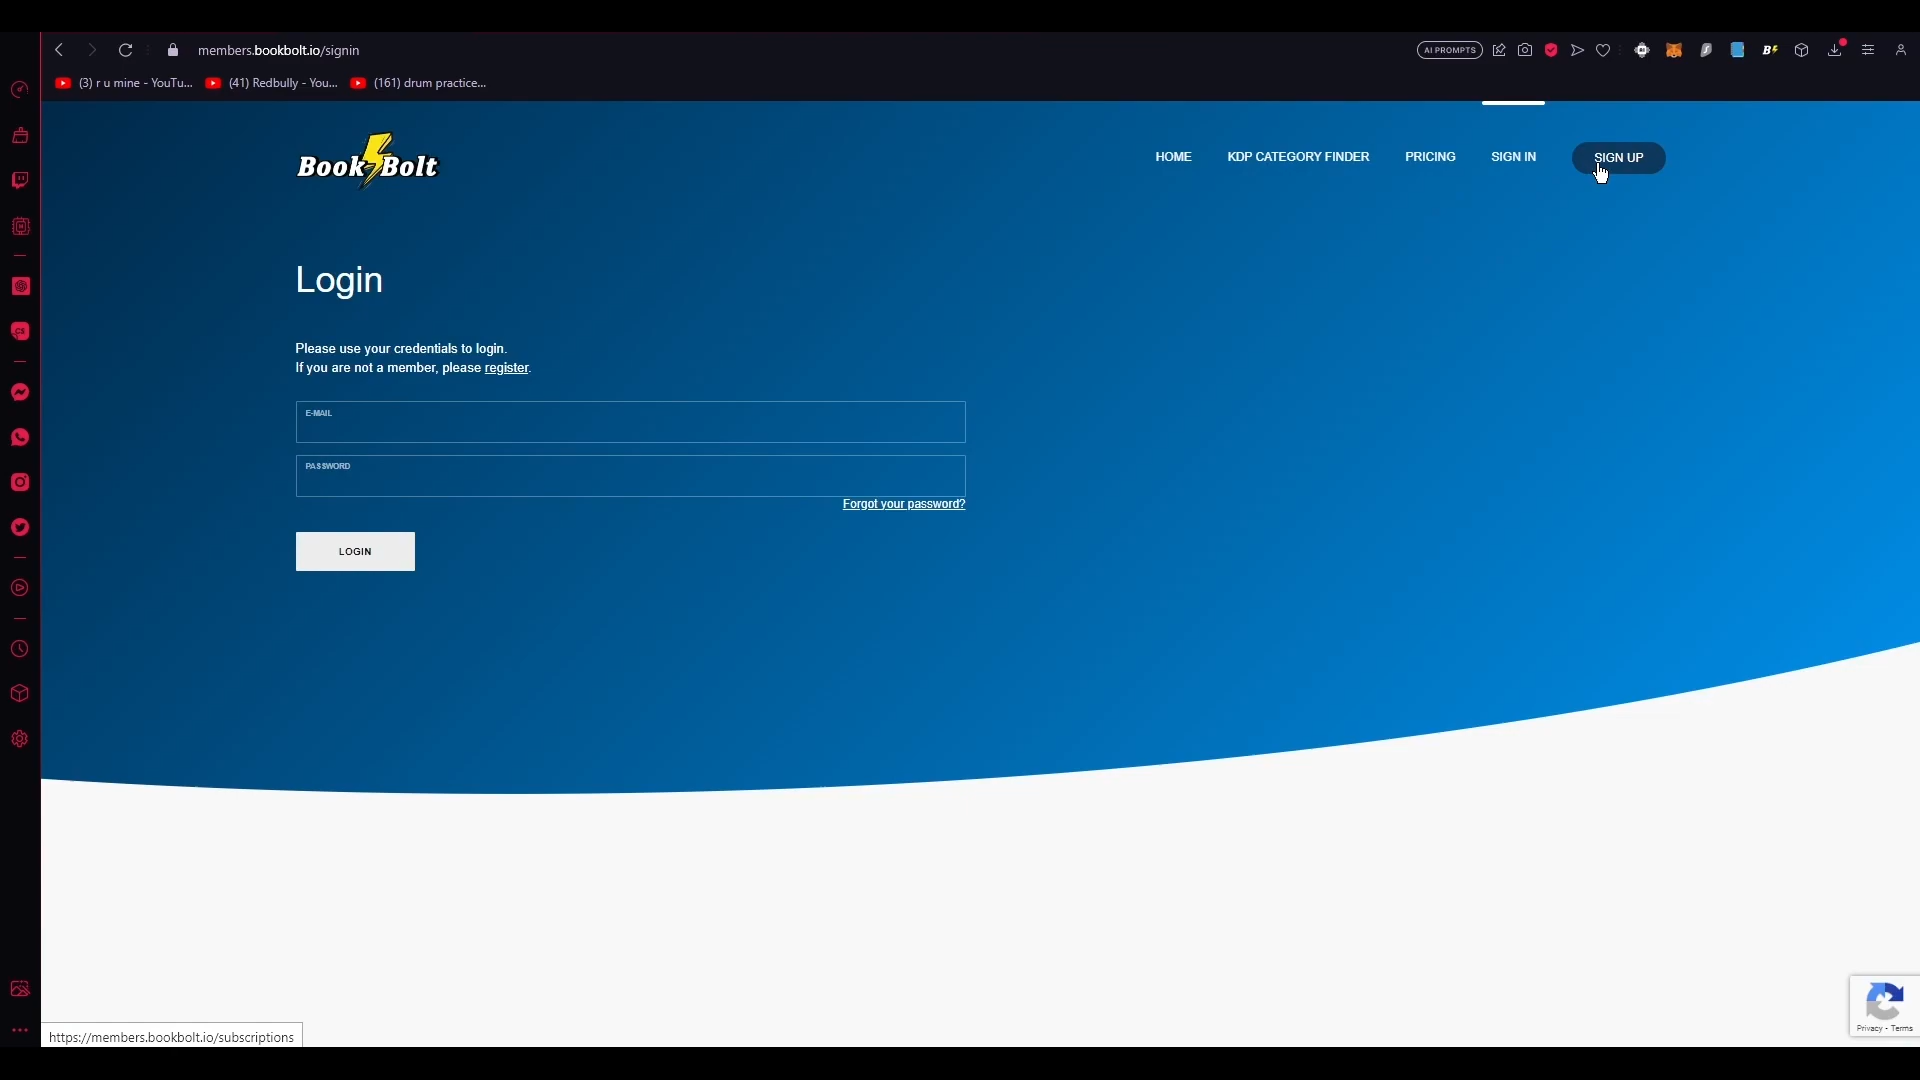 members.bookbolt.io/signin
AI PROMPTS
(3) r u mine - YouTu...
(41) Redbully - You...
(161) drum practice...
Book Bolt
HOME
KDP CATEGORY FINDER
PRICING
SIGN IN
SIGN UP
Login
Please use your credentials to login.
If you are not a member, please register.
E-MAIL
PASSWORD
Forgot your password?
LOGIN
Privacy - Terms
https://members.bookbolt.io/subscriptions